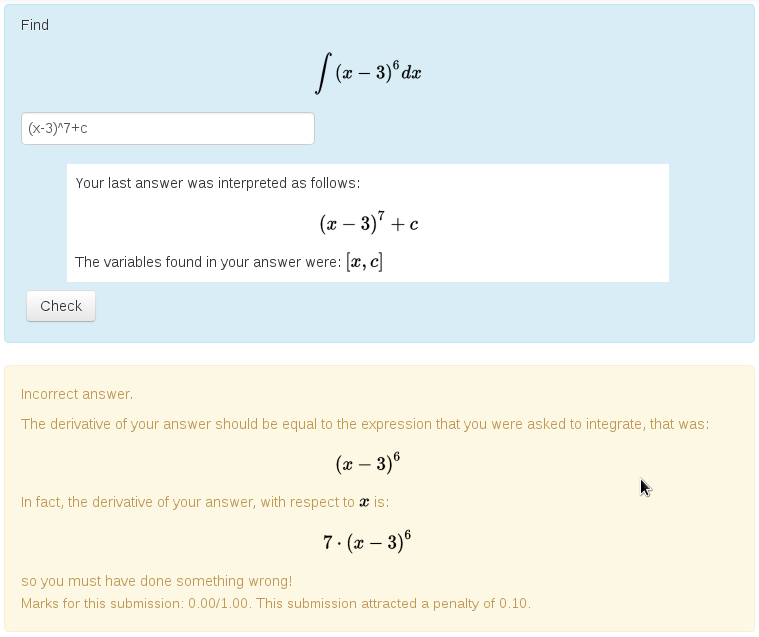 Find
∫ (x − 3)⁶ dx
(x-3)^7+c
Your last answer was interpreted as follows:
(x − 3)⁷ + c
The variables found in your answer were: [x, c]
Check
Incorrect answer.
The derivative of your answer should be equal to the expression that you were asked to integrate, that was:
(x − 3)⁶
In fact, the derivative of your answer, with respect to x is:
7 · (x − 3)⁶
so you must have done something wrong!
Marks for this submission: 0.00/1.00. This submission attracted a penalty of 0.10.